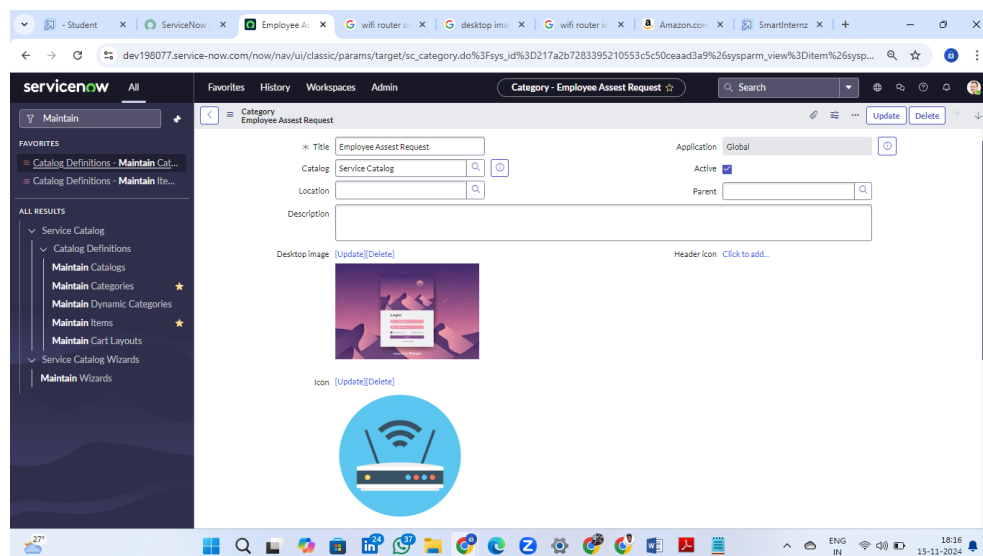 - Student
ServiceNow
Employee As
wifi router o
desktop ima
wifi router ic
Amazon.com
SmartInternz
dev198077.service-now.com/now/nav/ui/classic/params/target/sc_category.do%3Fsys_id%3D217a2b7283395210553c5c50ceaad3a9%26sysparm_view%3Ditem%26sysp...
servicenow All Favorites History Workspaces Admin Category - Employee Assest Request Search
Maintain
Category
Employee Assest Request
Update Delete
FAVORITES
Catalog Definitions - Maintain Cat...
Catalog Definitions - Maintain Ite...
ALL RESULTS
Service Catalog
Catalog Definitions
Maintain Catalogs
Maintain Categories
Maintain Dynamic Categories
Maintain Items
Maintain Cart Layouts
Service Catalog Wizards
Maintain Wizards
Title Employee Assest Request
Application Global
Catalog Service Catalog
Active
Location
Parent
Description
Desktop image [Update][Delete]
Header icon Click to add...
Login
Icon [Update][Delete]
27°
24
37
ENG
IN
18:16
15-11-2024